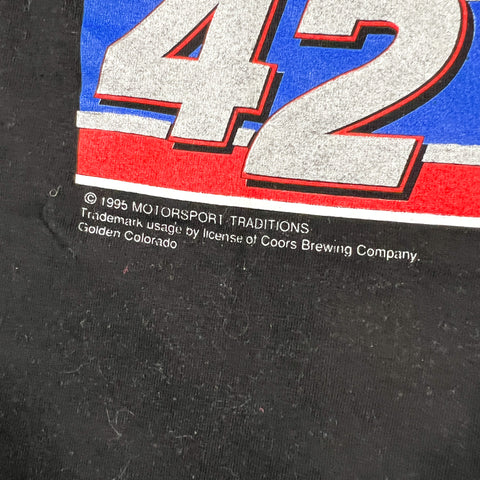 42
© 1995 MOTORSPORT TRADITIONS
Trademark usage by license of Coors Brewing Company.
Golden Colorado